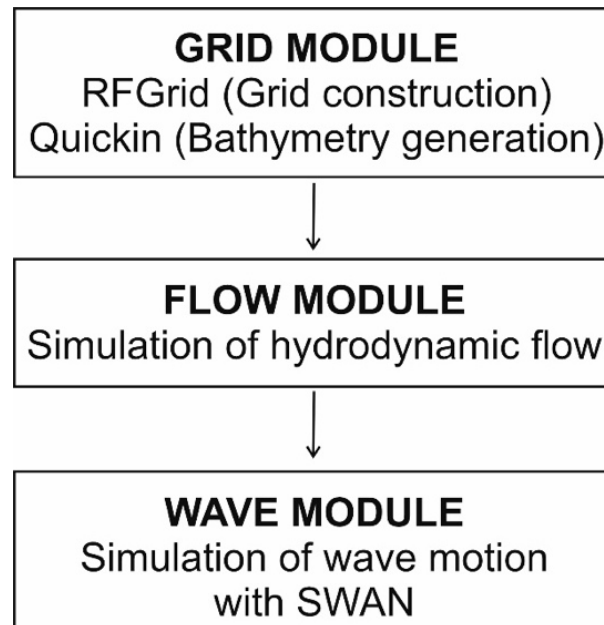 GRID MODULE
RFGrid (Grid construction)
Quickin (Bathymetry generation)
FLOW MODULE
Simulation of hydrodynamic flow
WAVE MODULE
Simulation of wave motion
with SWAN